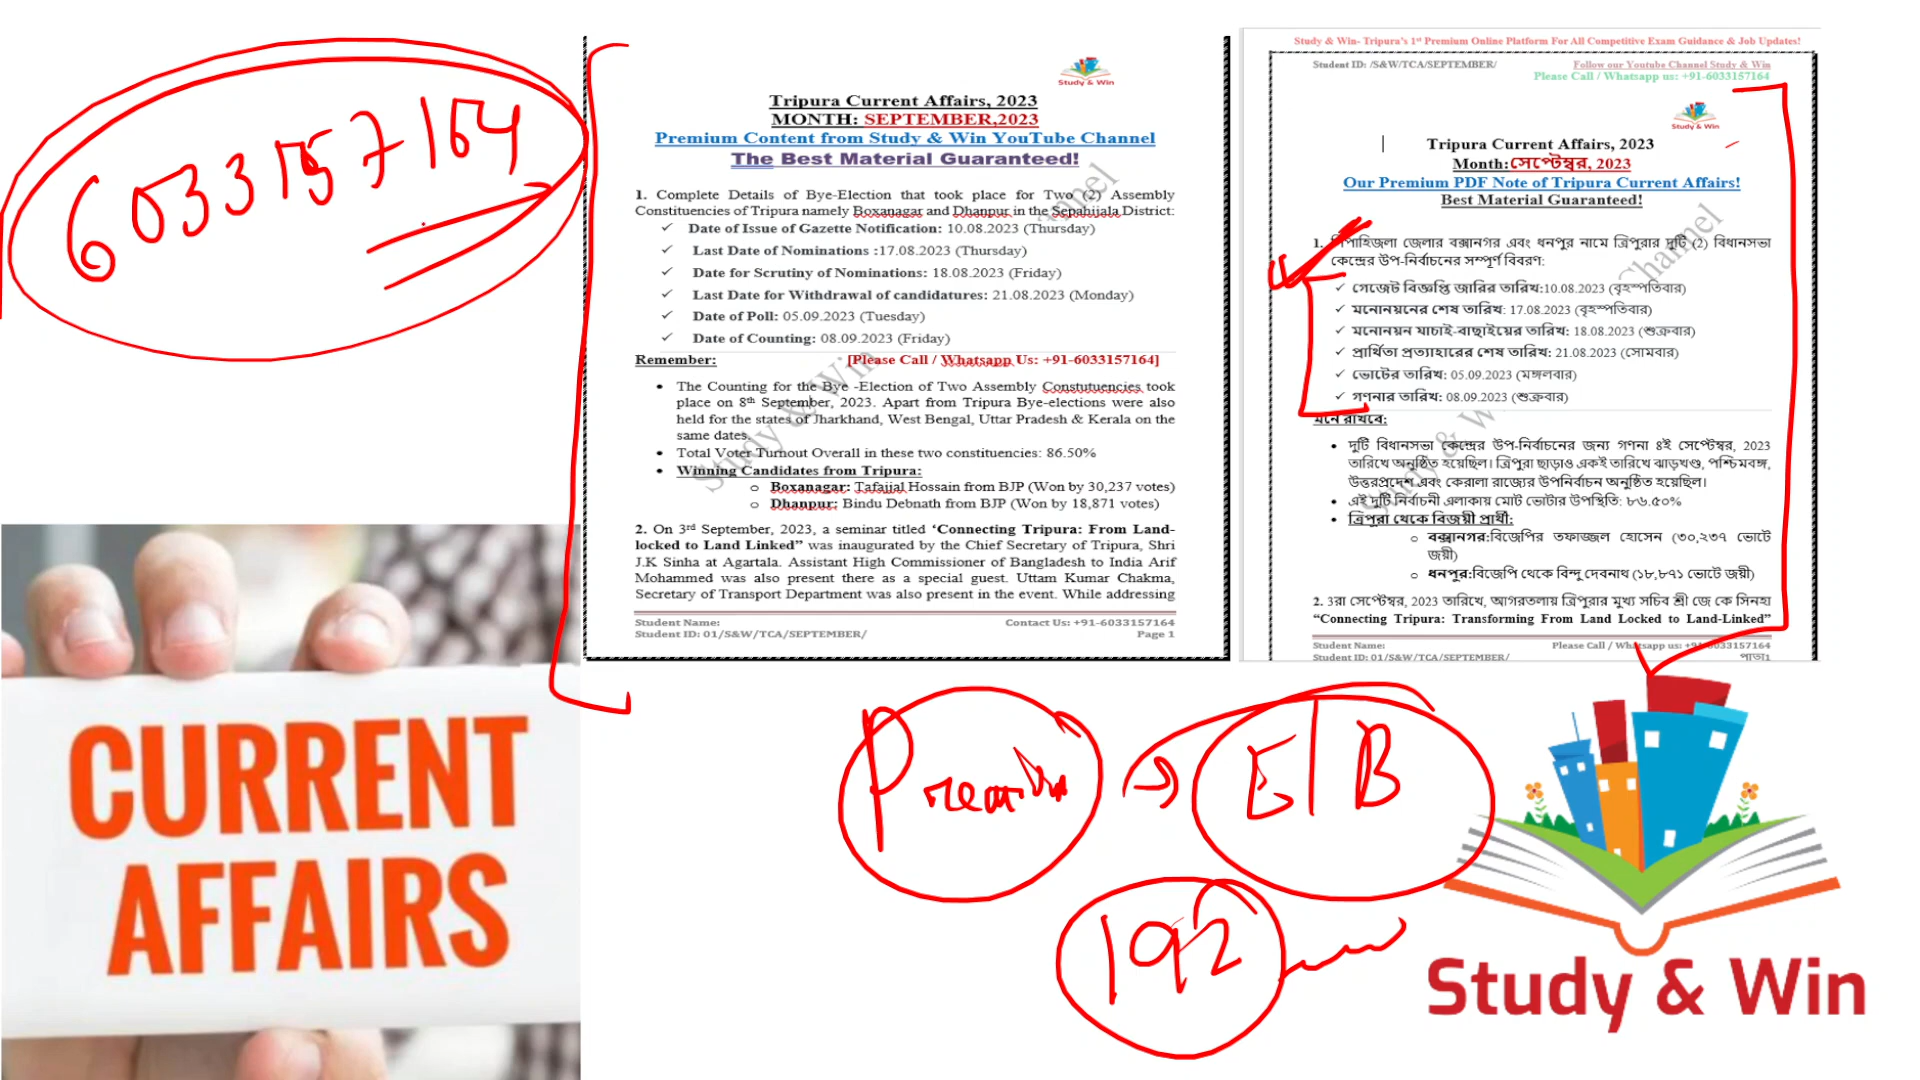 6033157164
Study & Win
Tripura Current Affairs, 2023
MONTH: SEPTEMBER,2023
Premium Content from Study & Win YouTube Channel
The Best Material Guaranteed!
1. Complete Details of Bye-Election that took place for Two (2) Assembly
Constituencies of Tripura namely Boxanagar and Dhanpur in the Sepahijala District:
✓ Date of Issue of Gazette Notification: 10.08.2023 (Thursday)
✓ Last Date of Nominations :17.08.2023 (Thursday)
✓ Date for Scrutiny of Nominations: 18.08.2023 (Friday)
✓ Last Date for Withdrawal of candidatures: 21.08.2023 (Monday)
✓ Date of Poll: 05.09.2023 (Tuesday)
✓ Date of Counting: 08.09.2023 (Friday)
Remember: [Please Call / Whatsapp Us: +91-6033157164]
• The Counting for the Bye -Election of Two Assembly Constutuencies took
place on 8th September, 2023. Apart from Tripura Bye-elections were also
held for the states of Jharkhand, West Bengal, Uttar Pradesh & Kerala on the
same dates.
• Total Voter Turnout Overall in these two constituencies: 86.50%
• Winning Candidates from Tripura:
o Boxanagar: Tafajjal Hossain from BJP (Won by 30,237 votes)
o Dhanpur: Bindu Debnath from BJP (Won by 18,871 votes)
2. On 3rd September, 2023, a seminar titled ‘Connecting Tripura: From Land-
locked to Land Linked” was inaugurated by the Chief Secretary of Tripura, Shri
J.K Sinha at Agartala. Assistant High Commissioner of Bangladesh to India Arif
Mohammed was also present there as a special guest. Uttam Kumar Chakma,
Secretary of Transport Department was also present in the event. While addressing
Student Name: Contact Us: +91-6033157164
Student ID: 01/S&W/TCA/SEPTEMBER/ Page 1
Study & Win Channel
Study & Win- Tripura's 1st Premium Online Platform For All Competitive Exam Guidance & Job Updates!
Student ID: /S&W/TCA/SEPTEMBER/ Follow our Youtube Channel Study & Win
Please Call / Whatsapp us: +91-6033157164
Study & Win
Tripura Current Affairs, 2023
Month:সেপ্টেম্বর, 2023
Our Premium PDF Note of Tripura Current Affairs!
Best Material Guaranteed!
1. সিপাহিজলা জেলার বক্সানগর এবং ধনপুর নামে ত্রিপুরার দুটি (2) বিধানসভা
কেন্দ্রের উপ-নির্বাচনের সম্পূর্ণ বিবরণ:
✓ গেজেট বিজ্ঞপ্তি জারির তারিখ:10.08.2023 (বৃহস্পতিবার)
✓ মনোনয়নের শেষ তারিখ: 17.08.2023 (বৃহস্পতিবার)
✓ মনোনয়ন যাচাই-বাছাইয়ের তারিখ: 18.08.2023 (শুক্রবার)
✓ প্রার্থিতা প্রত্যাহারের শেষ তারিখ: 21.08.2023 (সোমবার)
✓ ভোটের তারিখ: 05.09.2023 (মঙ্গলবার)
✓ গণনার তারিখ: 08.09.2023 (শুক্রবার)
মনে রাখবে:
• দুটি বিধানসভা কেন্দ্রের উপ-নির্বাচনের জন্য গণনা ৪ই সেপ্টেম্বর, 2023
তারিখে অনুষ্ঠিত হয়েছিল। ত্রিপুরা ছাড়াও একই তারিখে ঝাড়খণ্ড, পশ্চিমবঙ্গ,
উত্তরপ্রদেশ এবং কেরালা রাজ্যের উপনির্বাচন অনুষ্ঠিত হয়েছিল।
• এই দুটি নির্বাচনী এলাকায় মোট ভোটার উপস্থিতি: ৮৬.৫০%
• ত্রিপুরা থেকে বিজয়ী প্রার্থী:
o বক্সানগর:বিজেপির তফাজ্জল হোসেন (৩০,২৩৭ ভোটে
জয়ী)
o ধনপুর:বিজেপি থেকে বিন্দু দেবনাথ (১৮,৮৭১ ভোটে জয়ী)
2. 3রা সেপ্টেম্বর, 2023 তারিখে, আগরতলায় ত্রিপুরার মুখ্য সচিব শ্রী জে কে সিনহা
“Connecting Tripura: Transforming From Land Locked to Land-Linked”
Student Name: Please Call / Whatsapp us: +91-6033157164
Student ID: 01/S&W/TCA/SEPTEMBER/ পাতা1
CURRENT
AFFAIRS
E/B
192
Study & Win